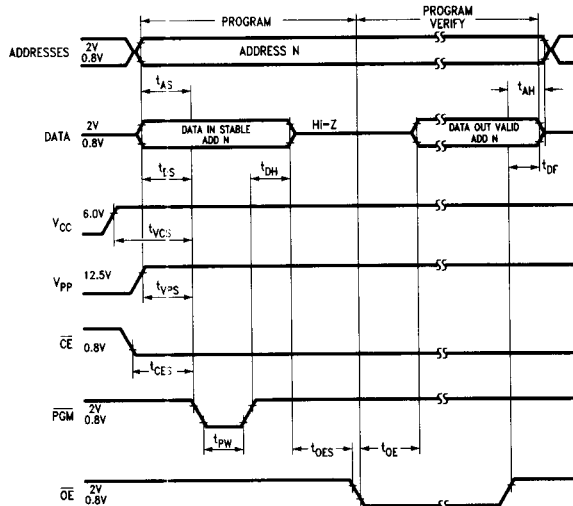 PROGRAM
PROGRAM
VERIFY
ADDRESSES
2V
0.8V
ADDRESS N
tAS
tAH
DATA
2V
0.8V
DATA IN STABLE
ADD N
HI-Z
DATA OUT VALID
ADD N
tDS
tDH
tDF
VCC
6.0V
tVCS
VPP
12.5V
tVPS
CE
0.8V
tCES
PGM
2V
0.8V
tPW
tOES
tOE
OE
2V
0.8V